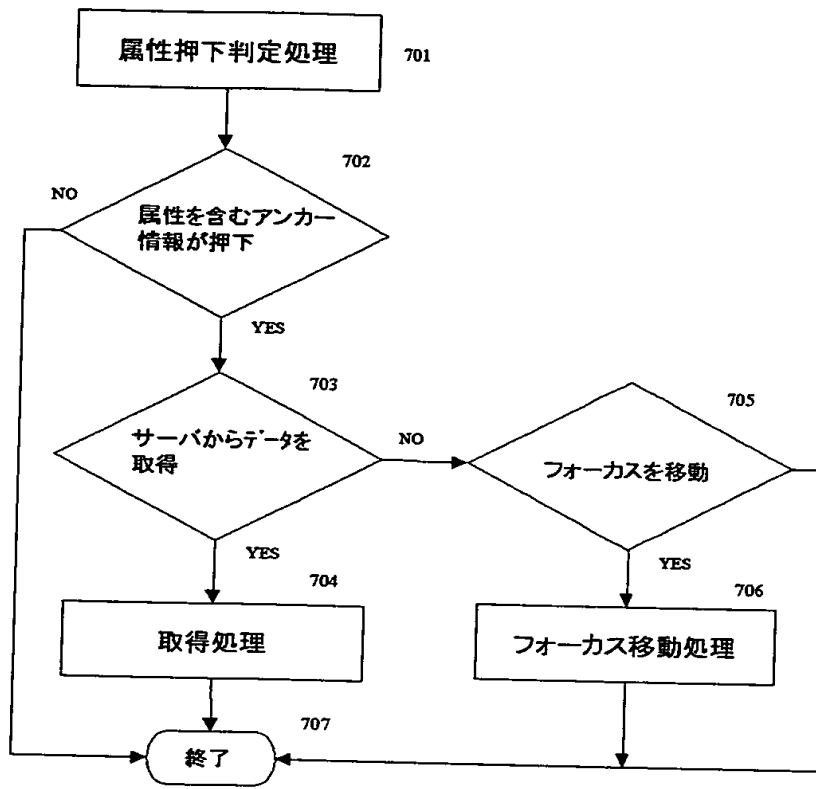 属性押下判定処理
701
702
NO
属性を含むアンカー
情報が押下
YES
703
705
サーバからデータを
取得
NO
フォーカスを移動
YES
YES
704
706
取得処理
フォーカス移動処理
707
終了